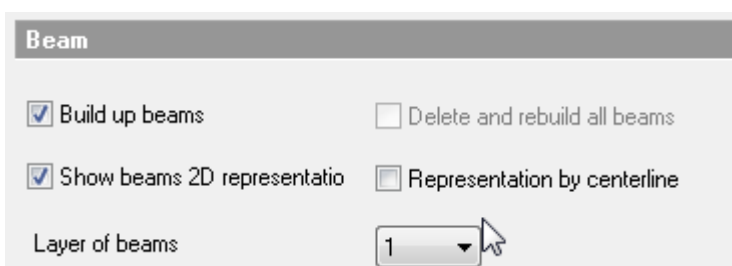 Beam
Build up beams Delete and rebuild all beams
Show beams 2D representatio Representation by centerline
Layer of beams 1